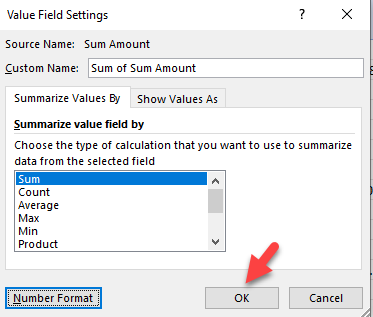 Value Field Settings
Source Name: Sum Amount
Custom Name: Sum of Sum Amount
Summarize Values By Show Values As
Summarize value field by
Choose the type of calculation that you want to use to summarize
data from the selected field
Sum
Count
Average
Max
Min
Product
Number Format OK Cancel